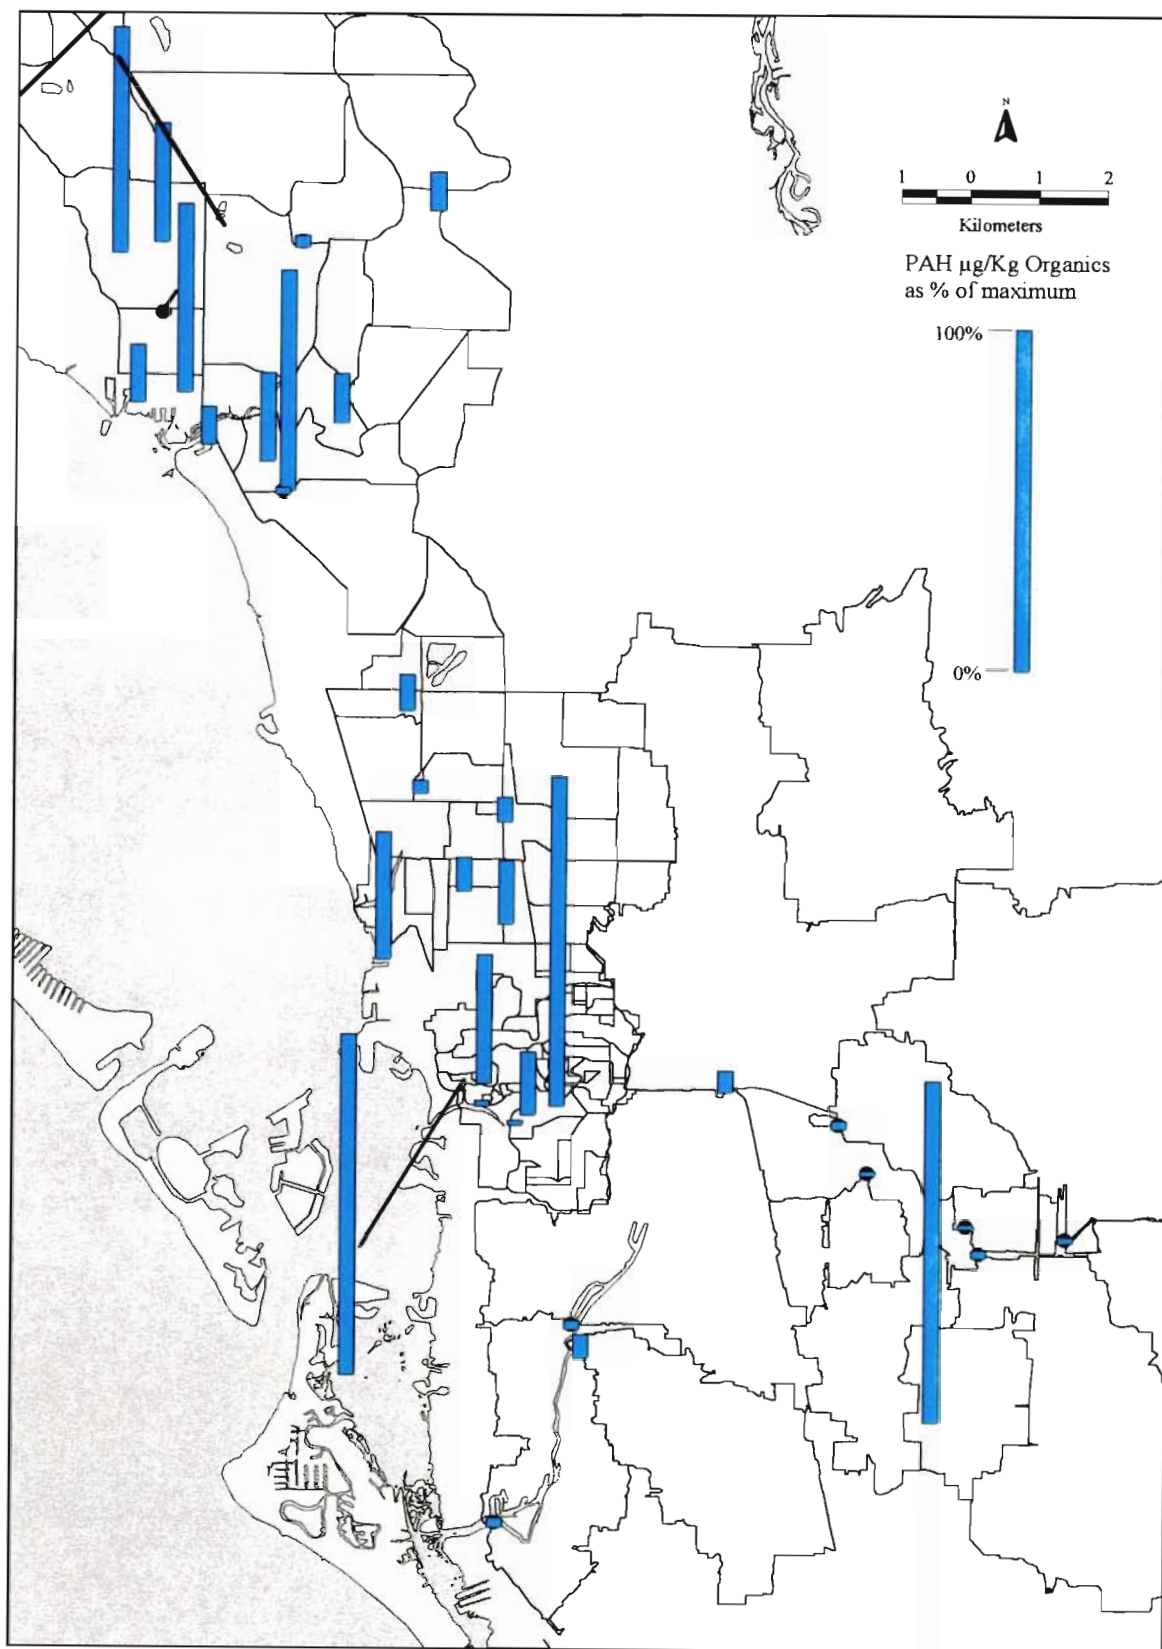 N
1 0 1 2
Kilometers
PAH µg/Kg Organics
as % of maximum
100%
0%